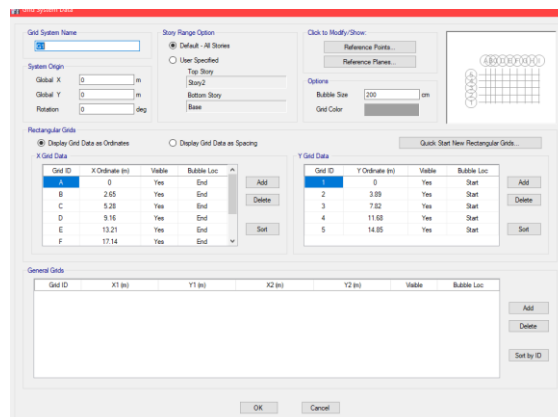 Grid System Data
Grid System Name
G1
System Origin
Global X 0 m
Global Y 0 m
Rotation 0 deg
Story Range Option
Default - All Stories
User Specified
Top Story
Story2
Bottom Story
Base
Click to Modify/Show:
Reference Points...
Reference Planes...
Options
Bubble Size 200 cm
Grid Color
Rectangular Grids
Display Grid Data as Ordinates
Display Grid Data as Spacing
Quick Start New Rectangular Grids...
X Grid Data
Grid ID X Ordinate (m) Visible Bubble Loc
A 0 Yes End
B 2.65 Yes End
C 5.28 Yes End
D 9.16 Yes End
E 13.21 Yes End
F 17.14 Yes End
Add
Delete
Sort
Y Grid Data
Grid ID Y Ordinate (m) Visible Bubble Loc
1 0 Yes Start
2 3.89 Yes Start
3 7.82 Yes Start
4 11.68 Yes Start
5 14.85 Yes Start
Add
Delete
Sort
General Grids
Grid ID X1 (m) Y1 (m) X2 (m) Y2 (m) Visible Bubble Loc
Add
Delete
Sort by ID
OK Cancel